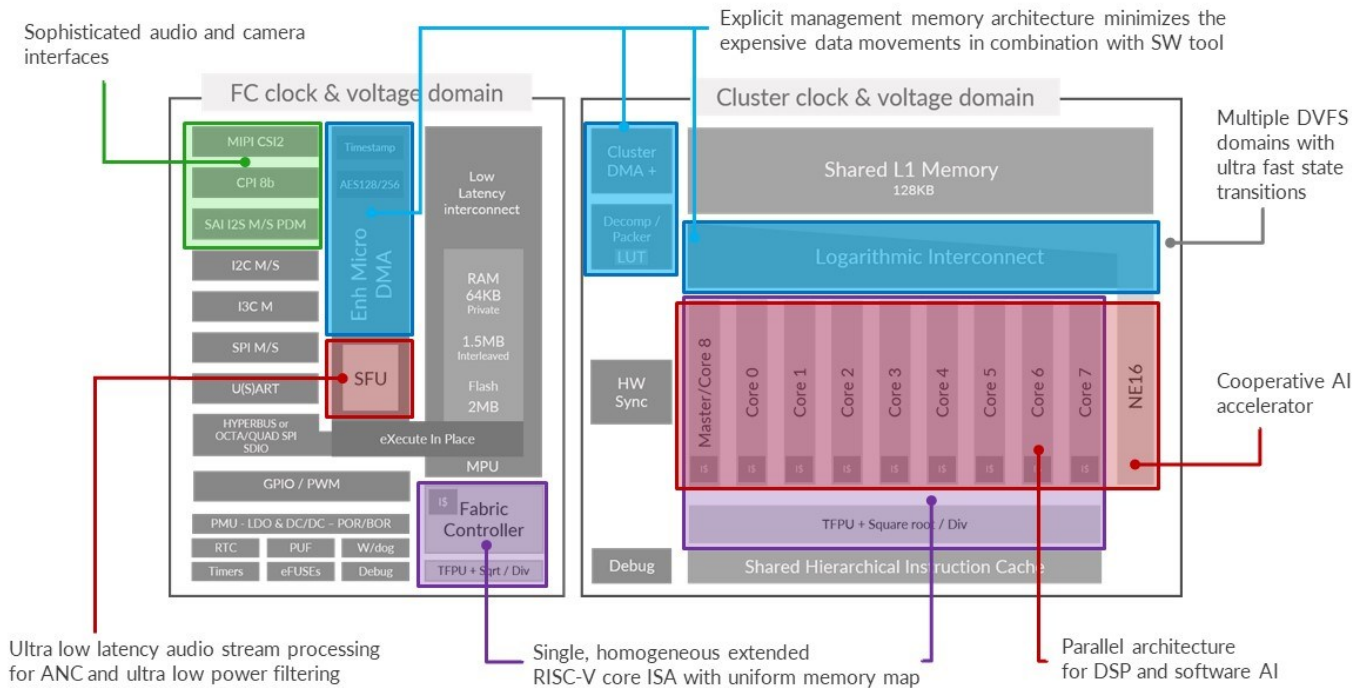 Sophisticated audio and camera
interfaces
Explicit management memory architecture minimizes the
expensive data movements in combination with SW tool
FC clock & voltage domain
Cluster clock & voltage domain
Multiple DVFS
domains with
ultra fast state
transitions
MIPI CSI2
CPI 8b
SAI I2S M/S PDM
I2C M/S
I3C M
SPI M/S
U(S)ART
HYPERBUS or
OCTA/QUAD SPI
SDIO
Timestamp
AES128/256
Enh Micro
DMA
SFU
eXecute In Place
Low
Latency
interconnect
RAM
64KB
Private
1.5MB
Interleaved
Flash
2MB
MPU
GPIO / PWM
PMU - LDO & DC/DC – POR/BOR
RTC
PUF
W/dog
Timers
eFUSEs
Debug
I$
Fabric
Controller
TFPU + Sqrt / Div
Cluster
DMA +
Decomp /
Packer
LUT
Shared L1 Memory
128KB
Logarithmic Interconnect
HW
Sync
Master/Core 8
Core 0
Core 1
Core 2
Core 3
Core 4
Core 5
Core 6
Core 7
NE16
I$
I$
I$
I$
I$
I$
I$
I$
I$
TFPU + Square root / Div
Debug
Shared Hierarchical Instruction Cache
Cooperative AI
accelerator
Ultra low latency audio stream processing
for ANC and ultra low power filtering
Single, homogeneous extended
RISC-V core ISA with uniform memory map
Parallel architecture
for DSP and software AI